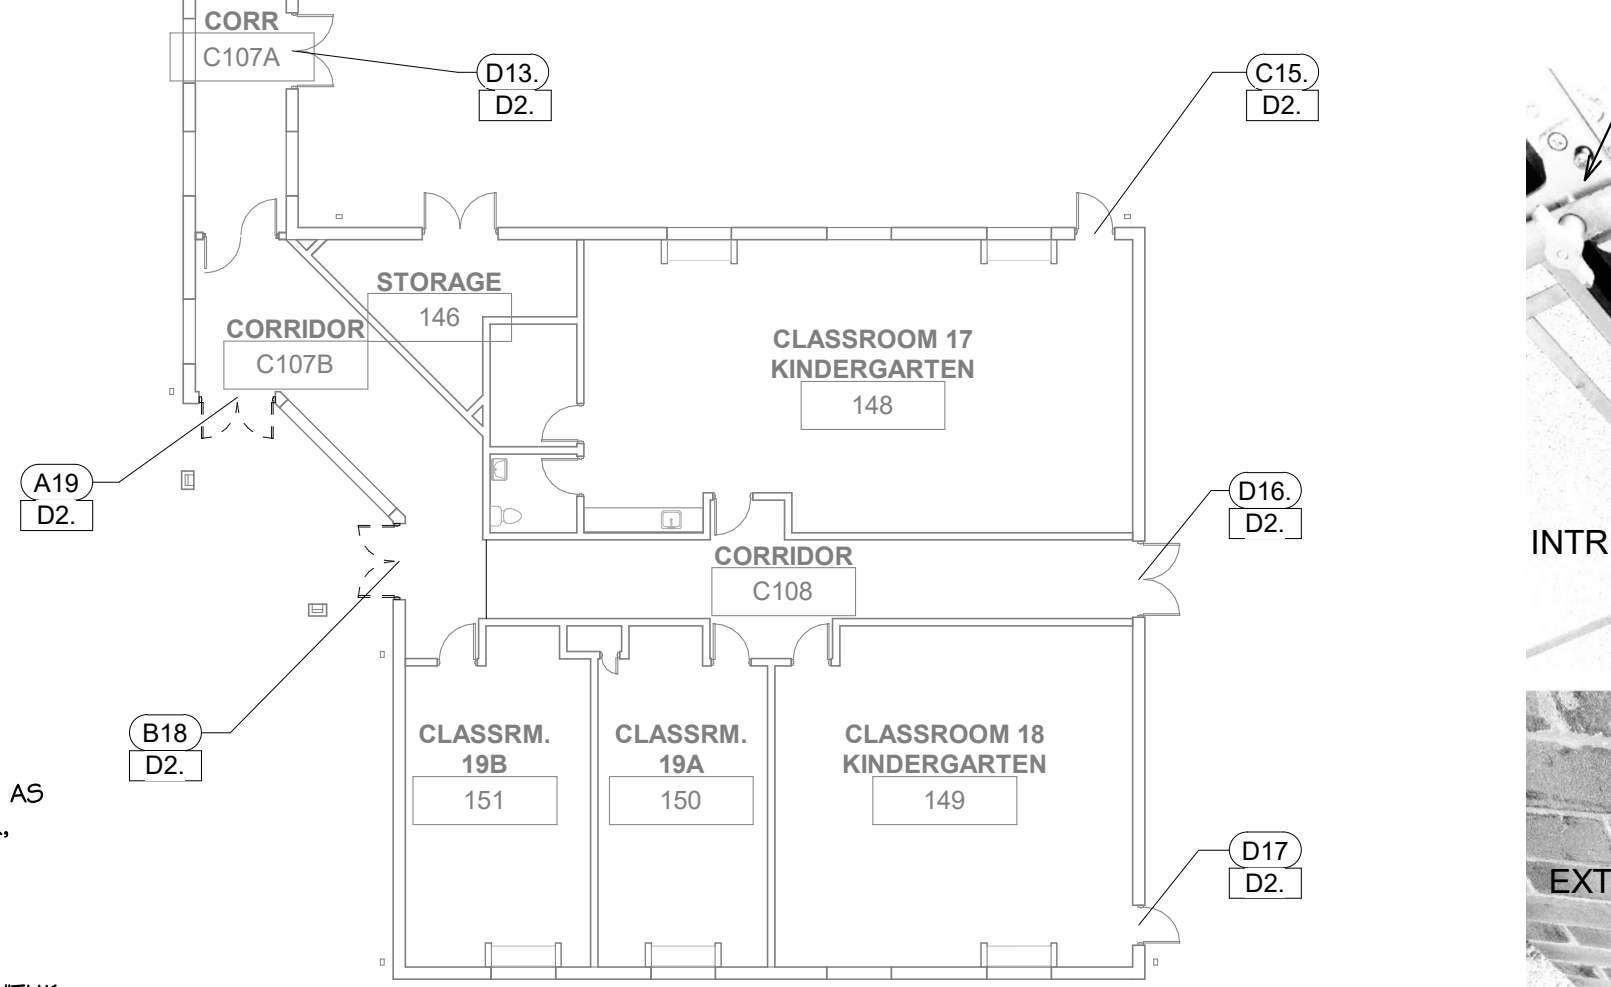 CORR
C107A
D13.
D2.
C15.
D2.
STORAGE
146
CORRIDOR
C107B
CLASSROOM 17
KINDERGARTEN
148
A19
D2.
D16.
D2.
INTR
CORRIDOR
C108
B18
D2.
CLASSRM.
19B
151
CLASSRM.
19A
150
CLASSROOM 18
KINDERGARTEN
149
AS
D17
D2.
EXT